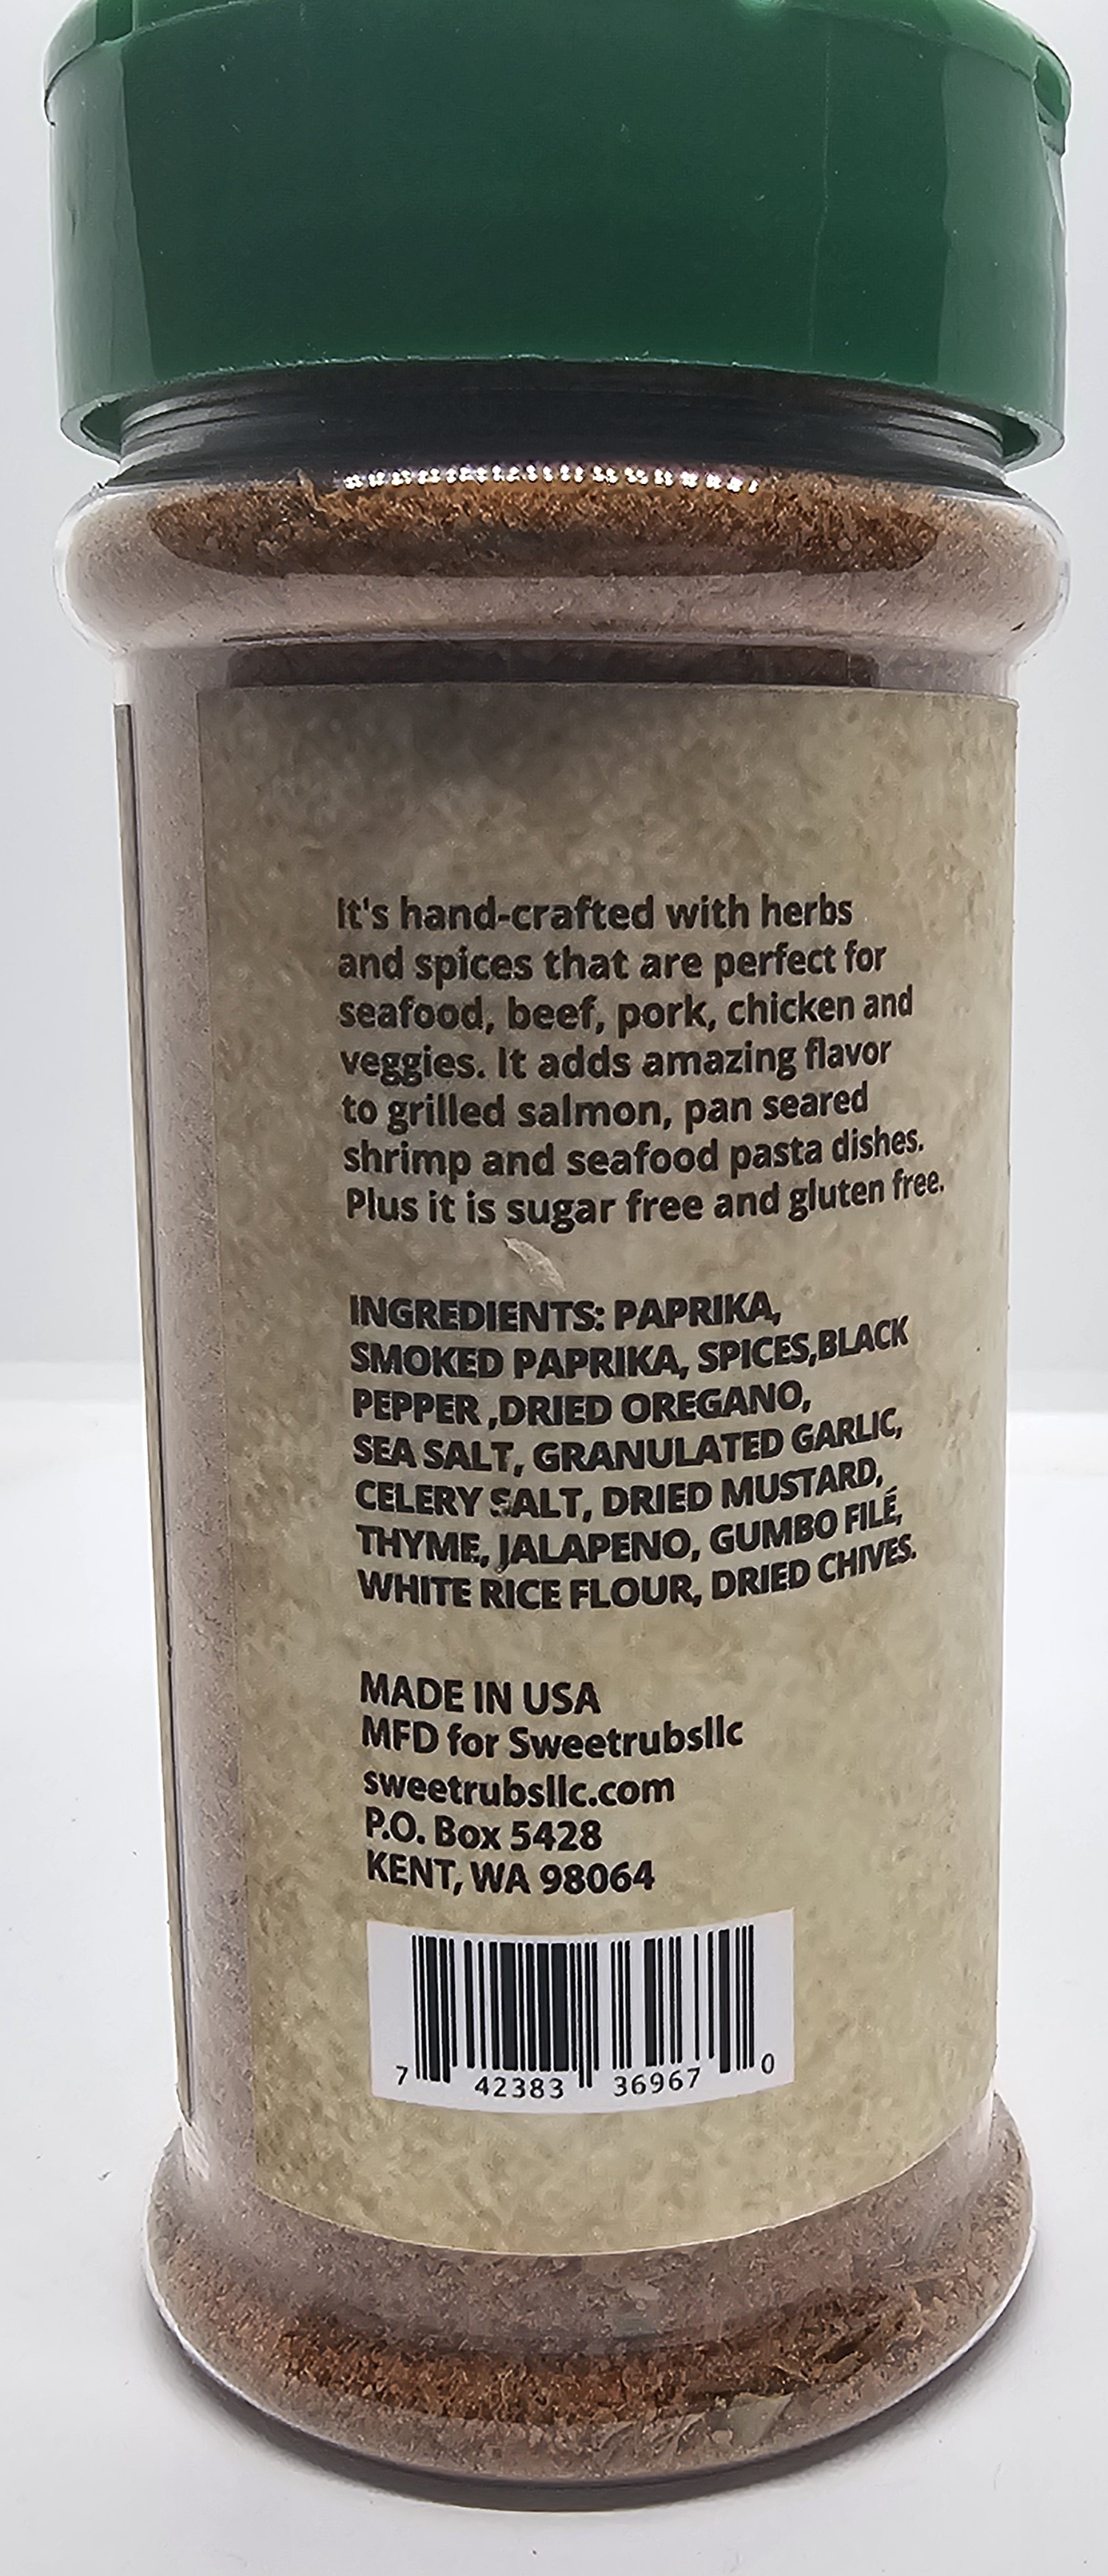 It's hand-crafted with herbs
and spices that are perfect for
seafood, beef, pork, chicken and
veggies. It adds amazing flavor
to grilled salmon, pan seared
shrimp and seafood pasta dishes.
Plus it is sugar free and gluten free.
INGREDIENTS: PAPRIKA,
SMOKED PAPRIKA, SPICES,BLACK
PEPPER ,DRIED OREGANO,
SEA SALT, GRANULATED GARLIC,
CELERY SALT, DRIED MUSTARD,
THYME, JALAPENO, GUMBO FILÉ,
WHITE RICE FLOUR, DRIED CHIVES.
MADE IN USA
MFD for Sweetrubsllc
sweetrubsllc.com
P.O. Box 5428
KENT, WA 98064
7 42383 36967 0